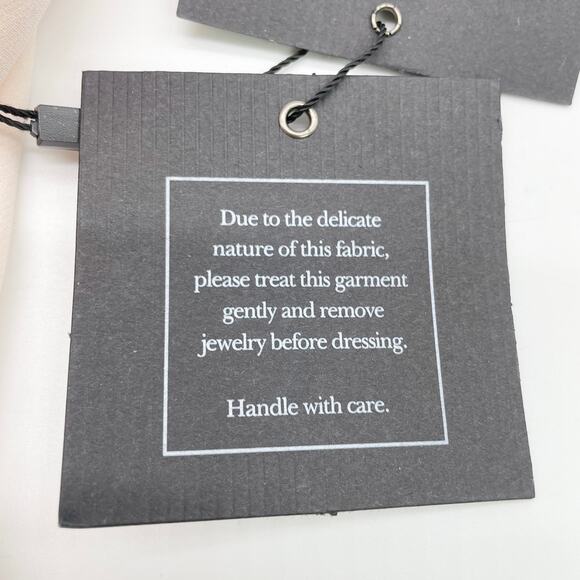 Due to the delicate
nature of this fabric,
please treat this garment
gently and remove
jewelry before dressing.
Handle with care.